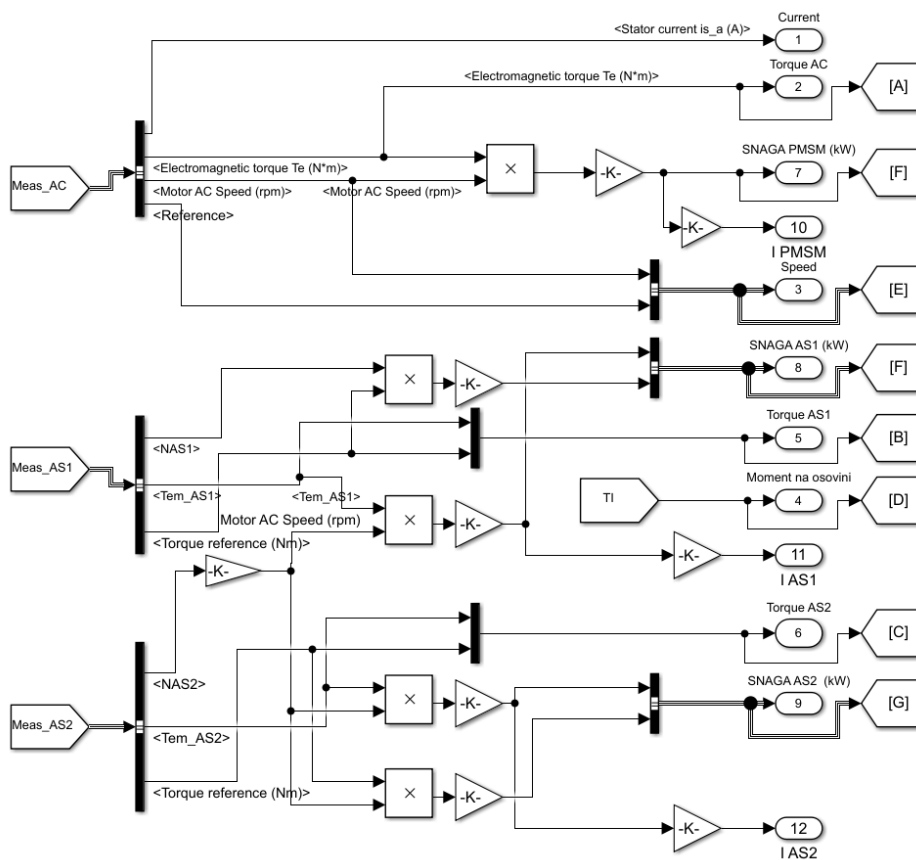 Current
<Stator current is_a (A)>
1
Torque AC
<Electromagnetic torque Te (N*m)>
2
[A]
Meas_AC
<Electromagnetic torque Te (N*m)>
<Motor AC Speed (rpm)>
<Motor AC Speed (rpm)>
<Reference>
×
-K-
SNAGA PMSM (kW)
7
[F]
-K-
10
I PMSM
Speed
3
[E]
SNAGA AS1 (kW)
8
[F]
×
-K-
Torque AS1
5
[B]
<NAS1>
Meas_AS1
<Tem_AS1>
<Tem_AS1>
TI
Moment na osovini
4
[D]
Motor AC Speed (rpm)
×
-K-
<Torque reference (Nm)>
-K-
11
I AS1
-K-
Torque AS2
6
[C]
<NAS2>
×
-K-
SNAGA AS2 (kW)
9
[G]
Meas_AS2
<Tem_AS2>
<Torque reference (Nm)>
×
-K-
-K-
12
I AS2